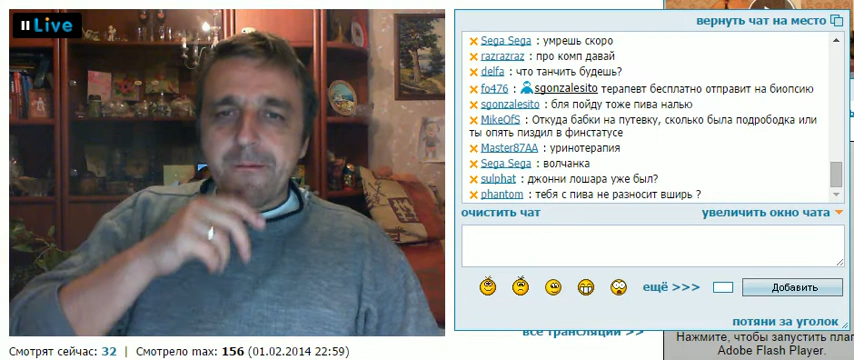 Live
вернуть чат на место
Sega Sega : умрешь скоро
razrazraz : про комп давай
delfa : что танчить будешь?
fo476 : sgonzalesito терапевт бесплатно отправит на биопсию
sgonzalesito : бля пойду тоже пива налью
MikeOfS : Откуда бабки на путевку, сколько была подрободка или
ты опять пиздил в финстатусе
Master87AA : уринотерапия
Sega Sega : волчанка
sulphat : джонни лошара уже был?
phantom : тебя с пива не разносит вширь ?
очистить чат
увеличить окно чата
ещё >>>
Добавить
потяни за уголок
все трансляции >>
Нажмите, чтобы запустить плаг
Adobe Flash Player.
Смотрят сейчас: 32 | Смотрело max: 156 (01.02.2014 22:59)